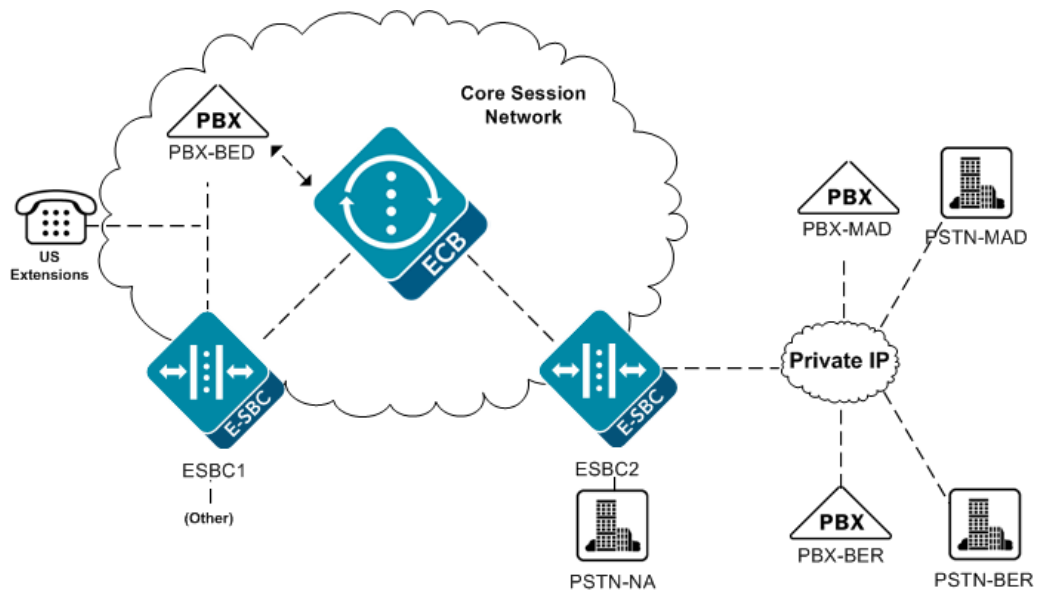 Core Session
Network
PBX
PBX-BED
ECB
US
Extensions
PBX
PBX-MAD
PSTN-MAD
Private IP
E-SBC
ESBC1
(Other)
E-SBC
ESBC2
PSTN-NA
PBX
PBX-BER
PSTN-BER